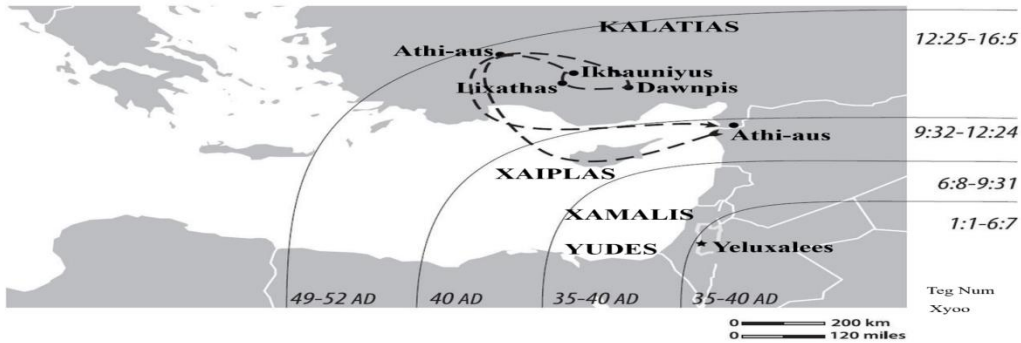 KALATIAS
12:25-16:5
Athi-aus
Ikhauniyus
Lixathas
Dawnpis
Athi-aus
9:32-12:24
XAIPLAS
6:8-9:31
XAMALIS
1:1-6:7
YUDES
Yeluxalees
49-52 AD
40 AD
35-40 AD
35-40 AD
Teg Num
Xyoo
0 200 km
0 120 miles